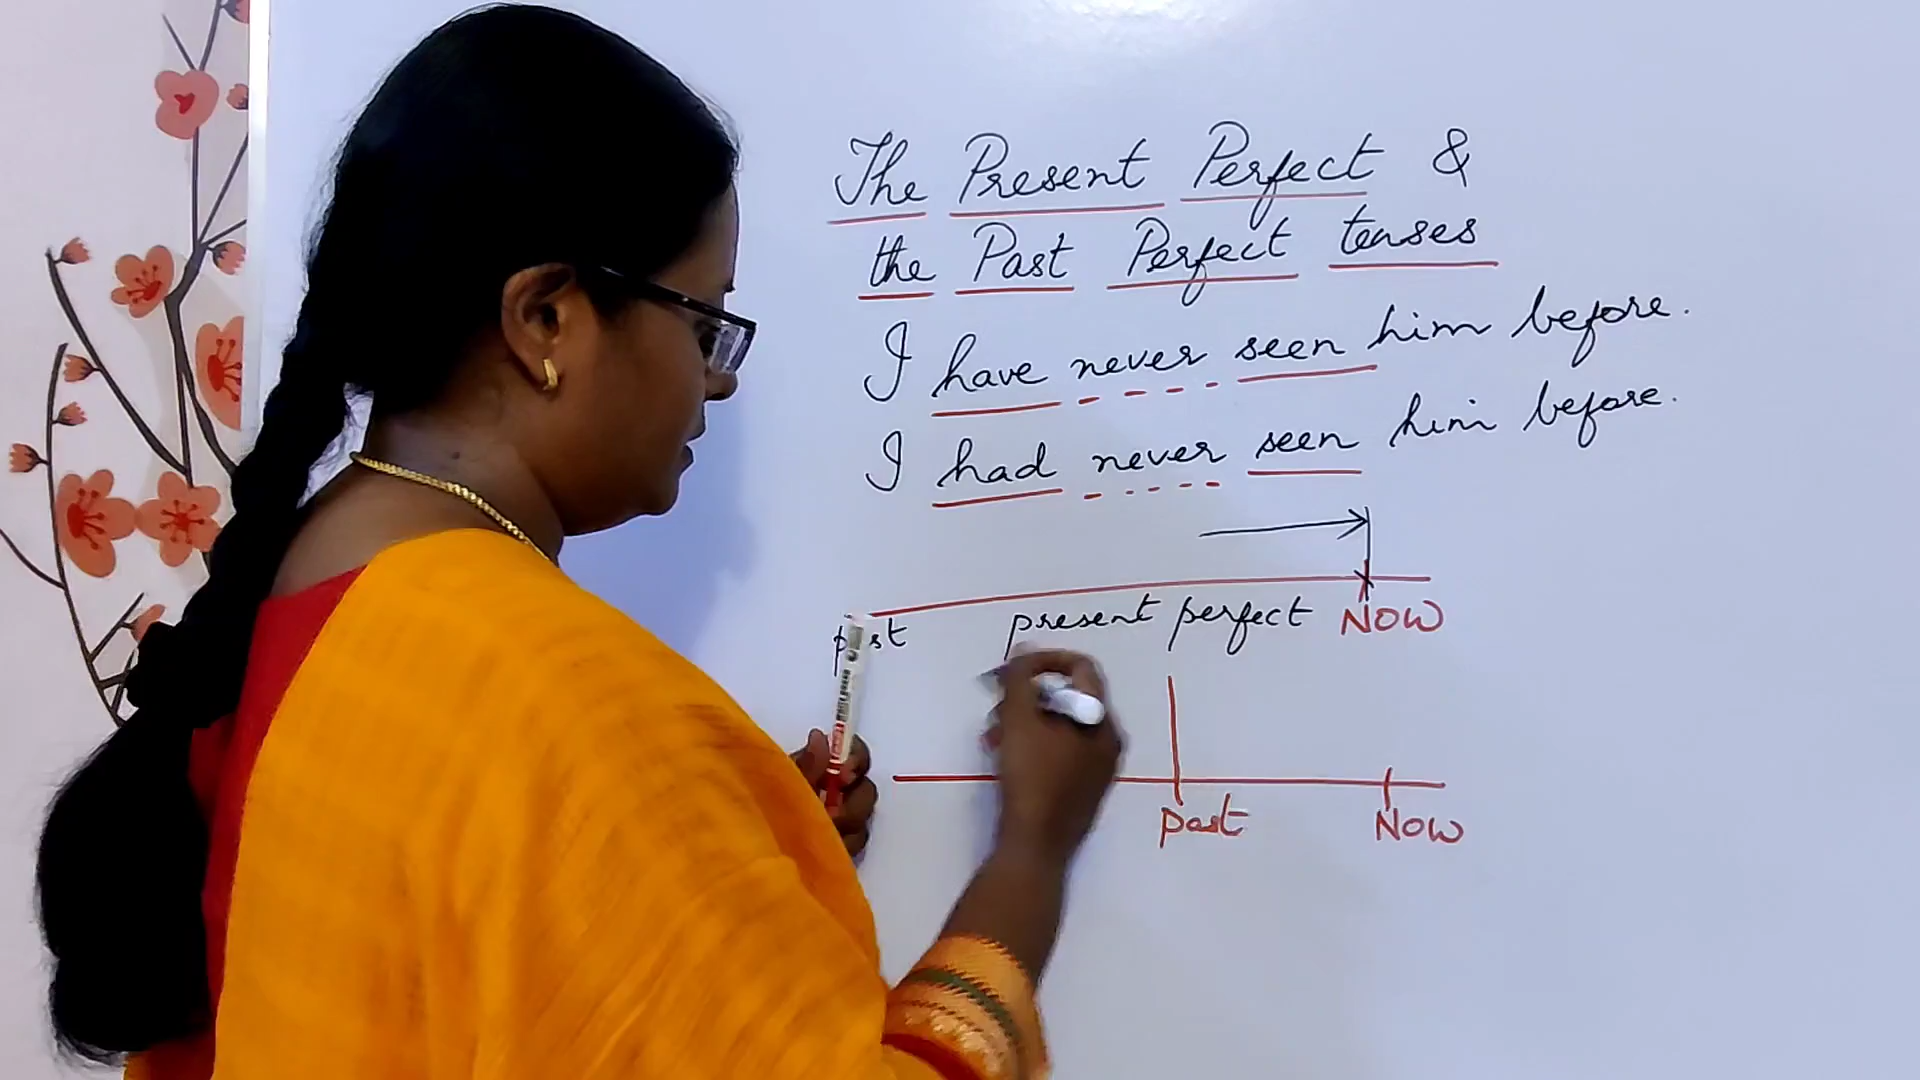 The Present Perfect &
the Past Perfect tenses
I have never seen him before.
I had never seen him before.
past present perfect NOW
past NOW